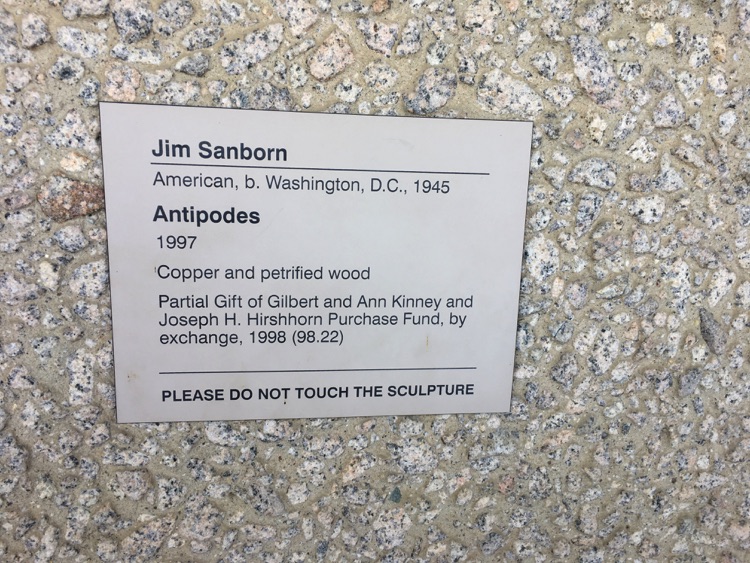 Jim Sanborn
American, b. Washington, D.C., 1945
Antipodes
1997
Copper and petrified wood
Partial Gift of Gilbert and Ann Kinney and
Joseph H. Hirshhorn Purchase Fund, by
exchange, 1998 (98.22)
PLEASE DO NOT TOUCH THE SCULPTURE